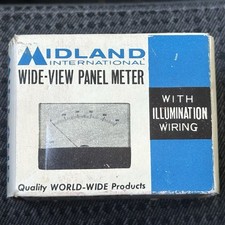 MIDLAND
INTERNATIONAL
WIDE-VIEW PANEL METER
WITH
ILLUMINATION
WIRING
Quality WORLD-WIDE Products